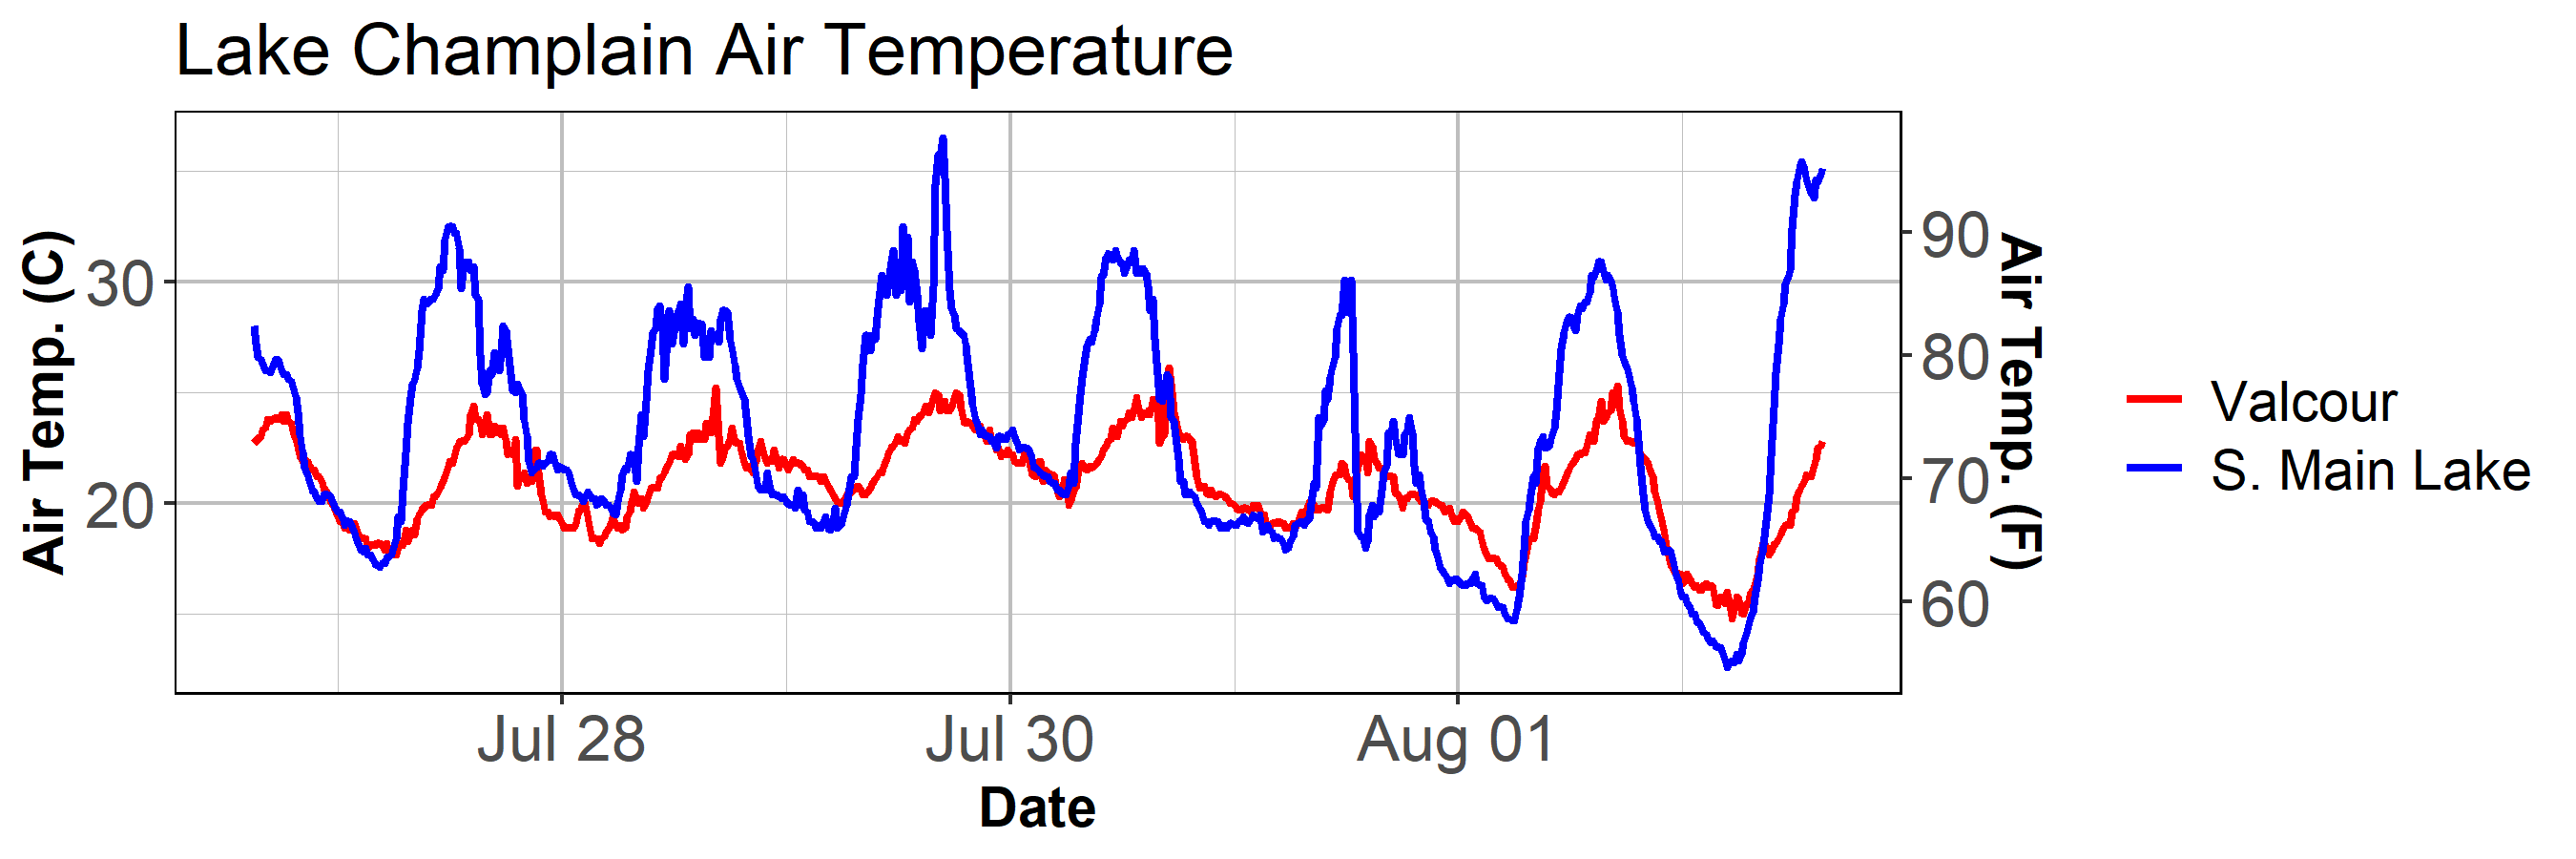 Lake Champlain Air Temperature
Air Temp. (C)
30
20
90
80
70
60
Air Temp. (F)
Valcour
S. Main Lake
Jul 28
Jul 30
Aug 01
Date